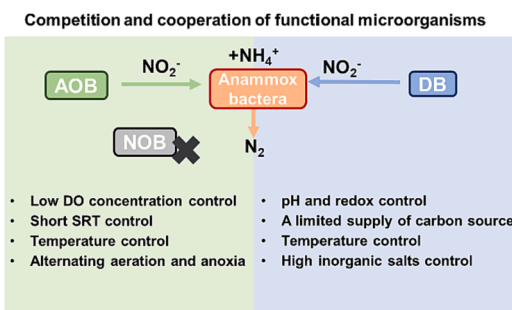 Competition and cooperation of functional microorganisms
+NH₄⁺
NO₂⁻
NO₂⁻
AOB
Anammox
bactera
DB
NOB
N₂
• Low DO concentration control
• Short SRT control
• Temperature control
• Alternating aeration and anoxia
• pH and redox control
• A limited supply of carbon source
• Temperature control
• High inorganic salts control